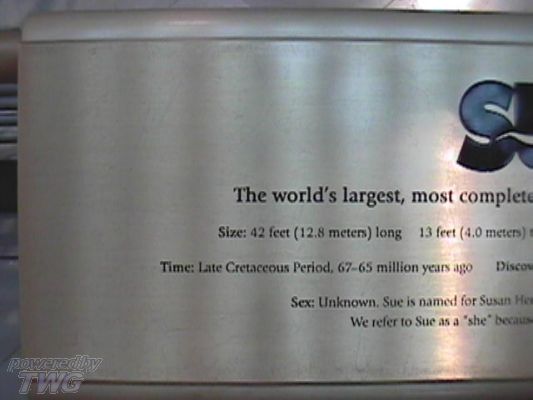 The world's largest, most complete
Size: 42 feet (12.8 meters) long 13 feet (4.0 meters)
Time: Late Cretaceous Period, 67–65 million years ago
Sex: Unknown. Sue is named for Susan
We refer to Sue as a "she"
powered by
TWG